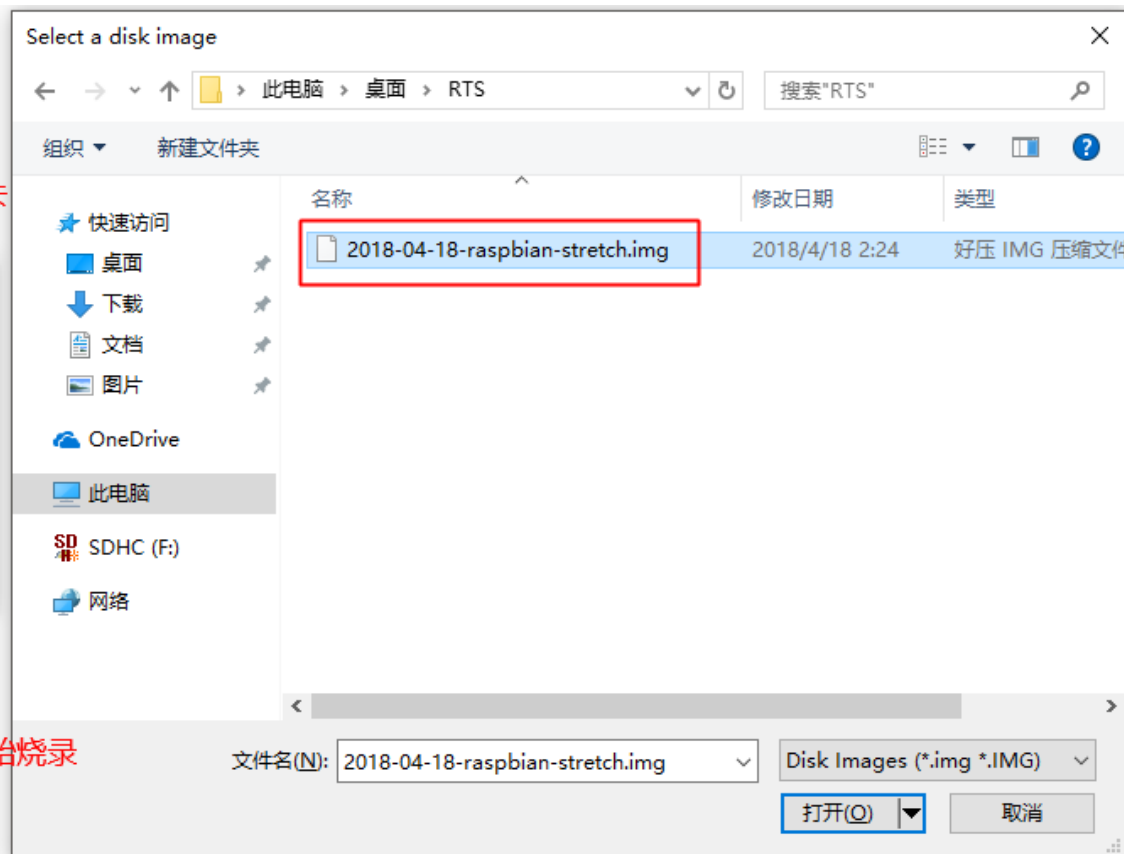 Select a disk image
此电脑 › 桌面 › RTS
搜索"RTS"
组织 新建文件夹
名称 修改日期 类型
快速访问
2018-04-18-raspbian-stretch.img 2018/4/18 2:24 好压 IMG 压缩文件
桌面
下载
文档
图片
OneDrive
此电脑
SD
SDHC (F:)
网络
烧录
文件名(N): 2018-04-18-raspbian-stretch.img Disk Images (*.img *.IMG)
打开(O) 取消